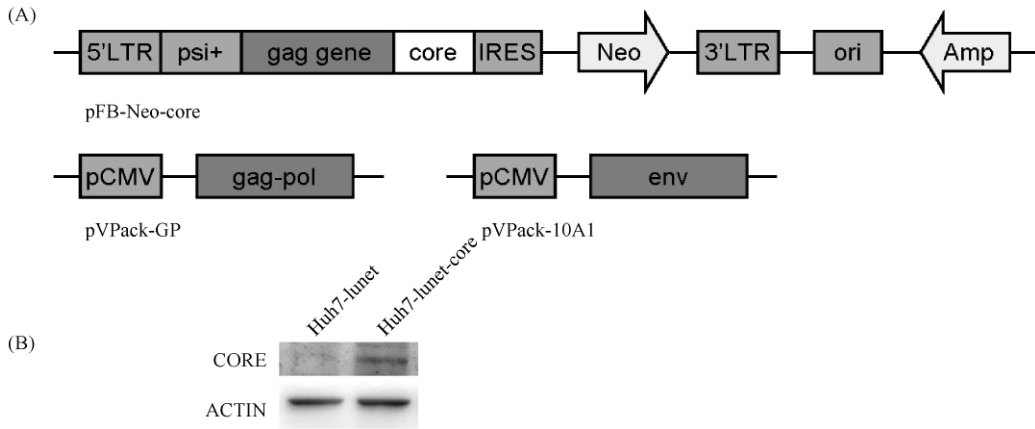 (A)
5'LTR psi+ gag gene core IRES Neo 3'LTR ori Amp
pFB-Neo-core
pCMV gag-pol pCMV env
pVPack-GP pVPack-10A1
Huh7-lunet Huh7-lunet-core
(B)
CORE
ACTIN